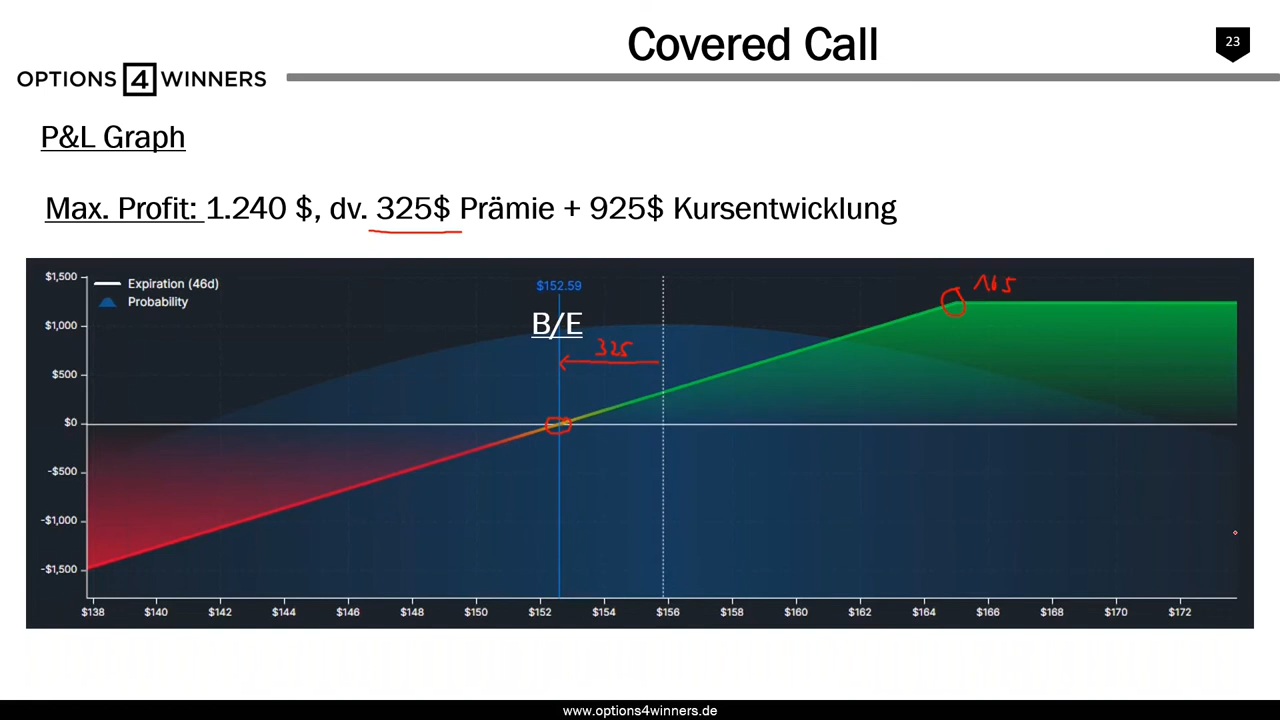 Covered Call
23
OPTIONS 4 WINNERS
P&L Graph
Max. Profit: 1.240 $, dv. 325$ Prämie + 925$ Kursentwicklung
$1,500
Expiration (46d)
Probability
$152.59
165
B/E
325
$1,000
$500
$0
-$500
-$1,000
-$1,500
$138 $140 $142 $144 $146 $148 $150 $152 $154 $156 $158 $160 $162 $164 $166 $168 $170 $172
www.options4winners.de